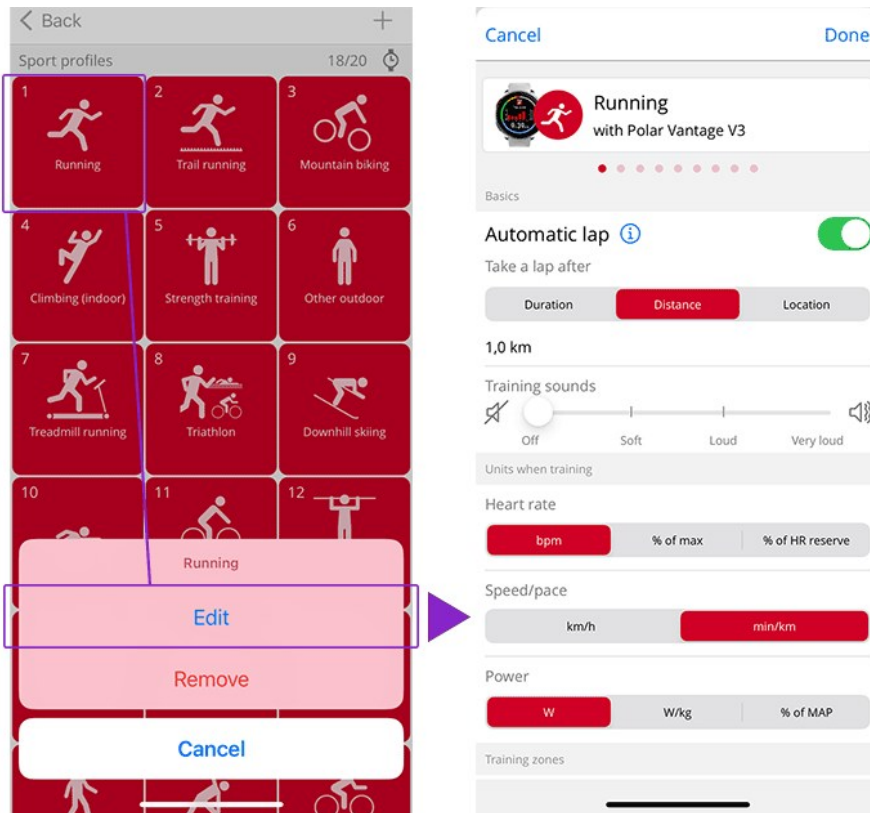 Back
Sport profiles 18/20
1 2 3
Running Trail running Mountain biking
4 5 6
Climbing (indoor) Strength training Other outdoor
7 8 9
Treadmill running Triathlon Downhill skiing
10 11 12
Running
Edit
Remove
Cancel
Cancel Done
Running
with Polar Vantage V3
Basics
Automatic lap
Take a lap after
Duration Distance Location
1,0 km
Training sounds
Off Soft Loud Very loud
Units when training
Heart rate
bpm % of max % of HR reserve
Speed/pace
km/h min/km
Power
W W/kg % of MAP
Training zones